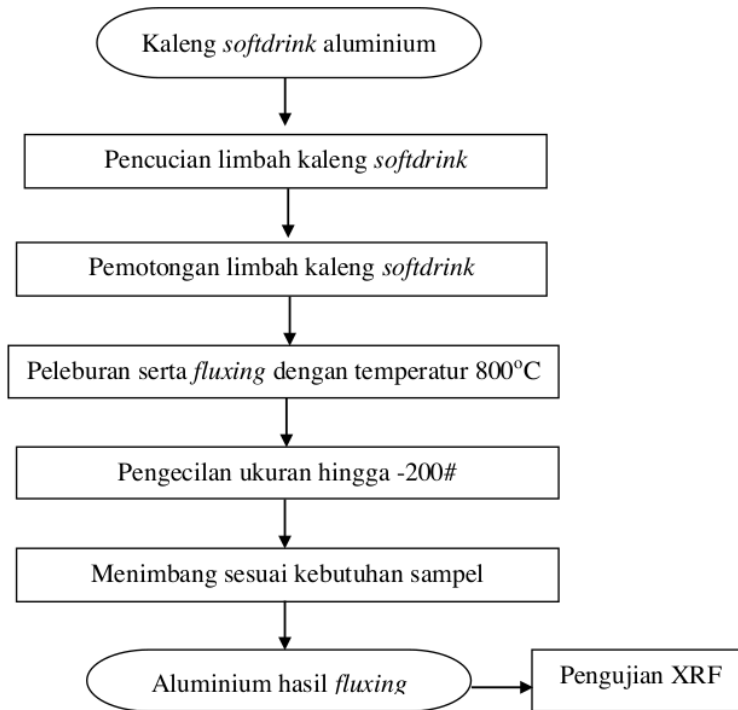 Kaleng softdrink aluminium
Pencucian limbah kaleng softdrink
Pemotongan limbah kaleng softdrink
Peleburan serta fluxing dengan temperatur 800°C
Pengecilan ukuran hingga -200#
Menimbang sesuai kebutuhan sampel
Aluminium hasil fluxing
Pengujian XRF